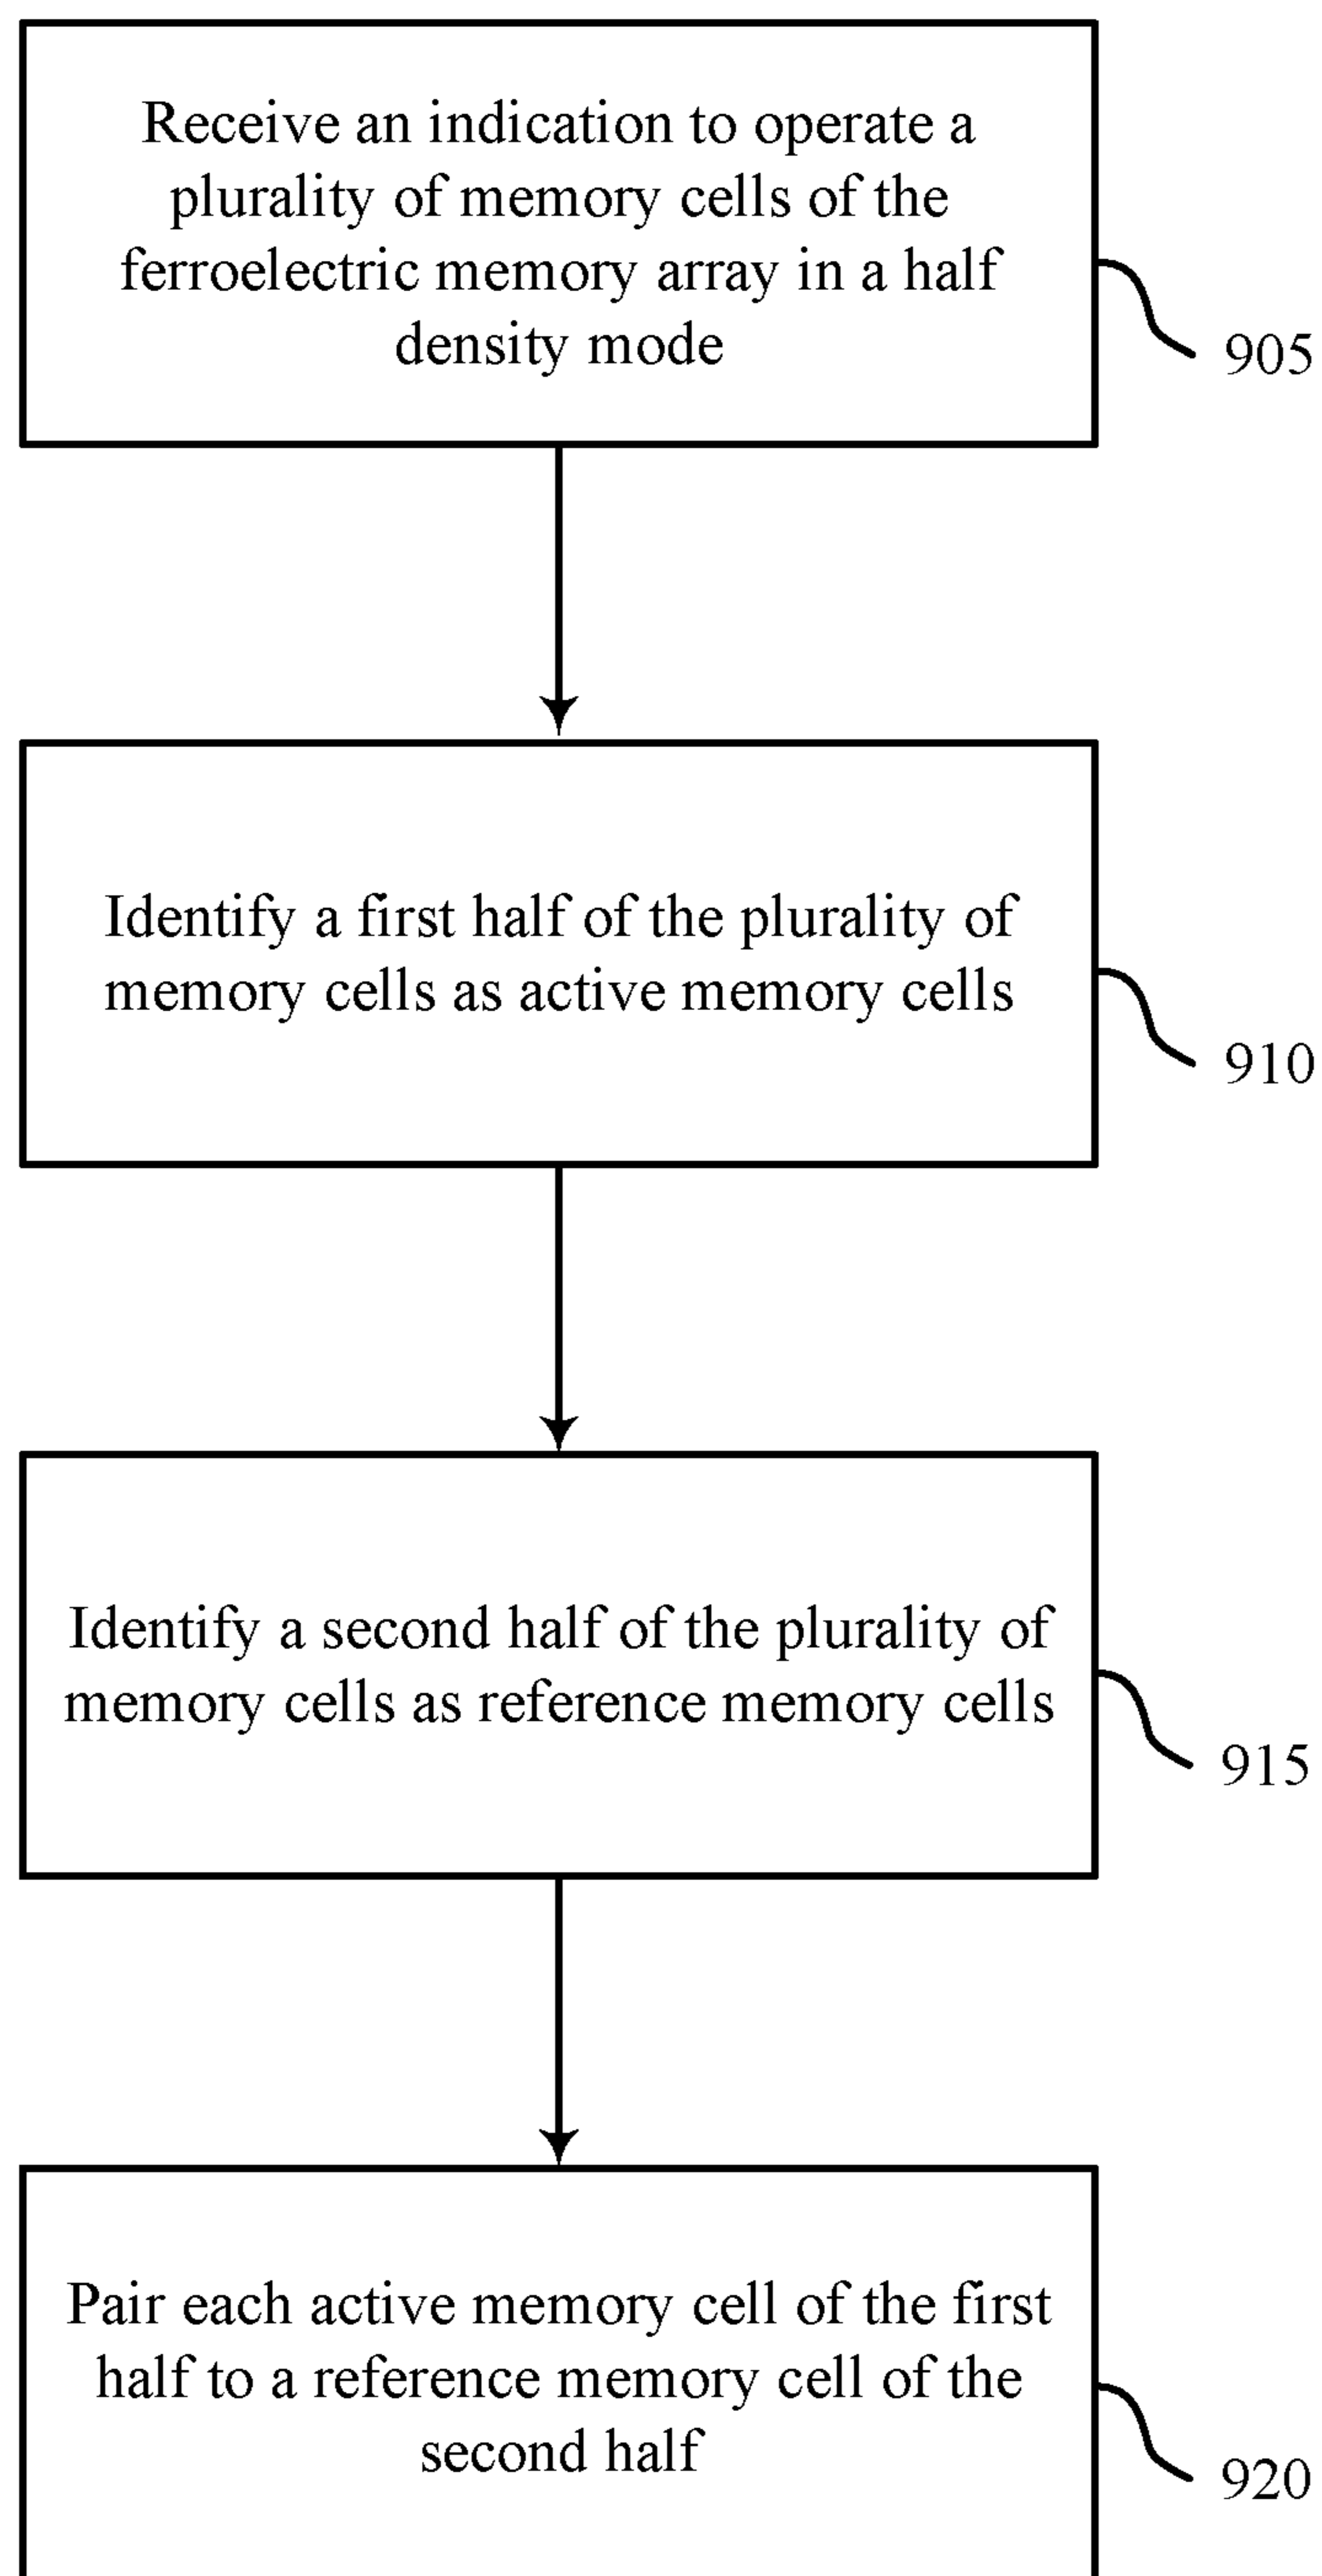 Receive an indication to operate a
plurality of memory cells of the
ferroelectric memory array in a half
density mode
905
Identify a first half of the plurality of
memory cells as active memory cells
910
Identify a second half of the plurality of
memory cells as reference memory cells
915
Pair each active memory cell of the first
half to a reference memory cell of the
second half
920